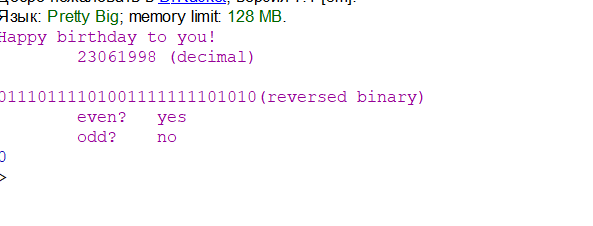 Добро пожаловать в DrRacket, версия [cm].
Язык: Pretty Big; memory limit: 128 MB.
Happy birthday to you!
23061998 (decimal)
01110111101001111111101010(reversed binary)
even? yes
odd? no
0
>